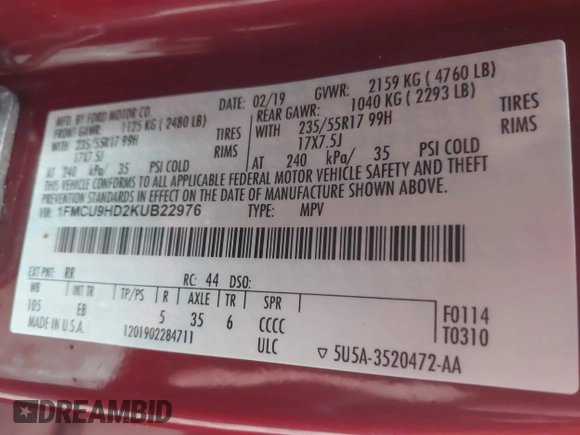 MFD. BY FORD MOTOR CO.
DATE: 02/19 GVWR: 2159 KG ( 4760 LB)
FRONT GAWR: 1125 KG ( 2480 LB)
REAR GAWR: 1040 KG ( 2293 LB)
WITH 235/55R17 99H TIRES
17X7.5J RIMS
AT 240 kPa/ 35 PSI COLD
WITH 235/55R17 99H TIRES
17X7.5J RIMS
AT 240 kPa/ 35 PSI COLD
THIS VEHICLE CONFORMS TO ALL APPLICABLE FEDERAL MOTOR VEHICLE SAFETY AND THEFT
PREVENTION STANDARDS IN EFFECT ON THE DATE OF MANUFACTURE SHOWN ABOVE.
VIN: 1FMCU9HD2KUB22976 TYPE: MPV
EXT PNT: RR RC: 44 DSO:
WB INT TR TP/PS R AXLE TR SPR
105 EB 5 35 6 CCCC
F0114
T0310
MADE IN U.S.A. 1201902284711 ULC
▽ 5U5A-3520472-AA
DREAMBID